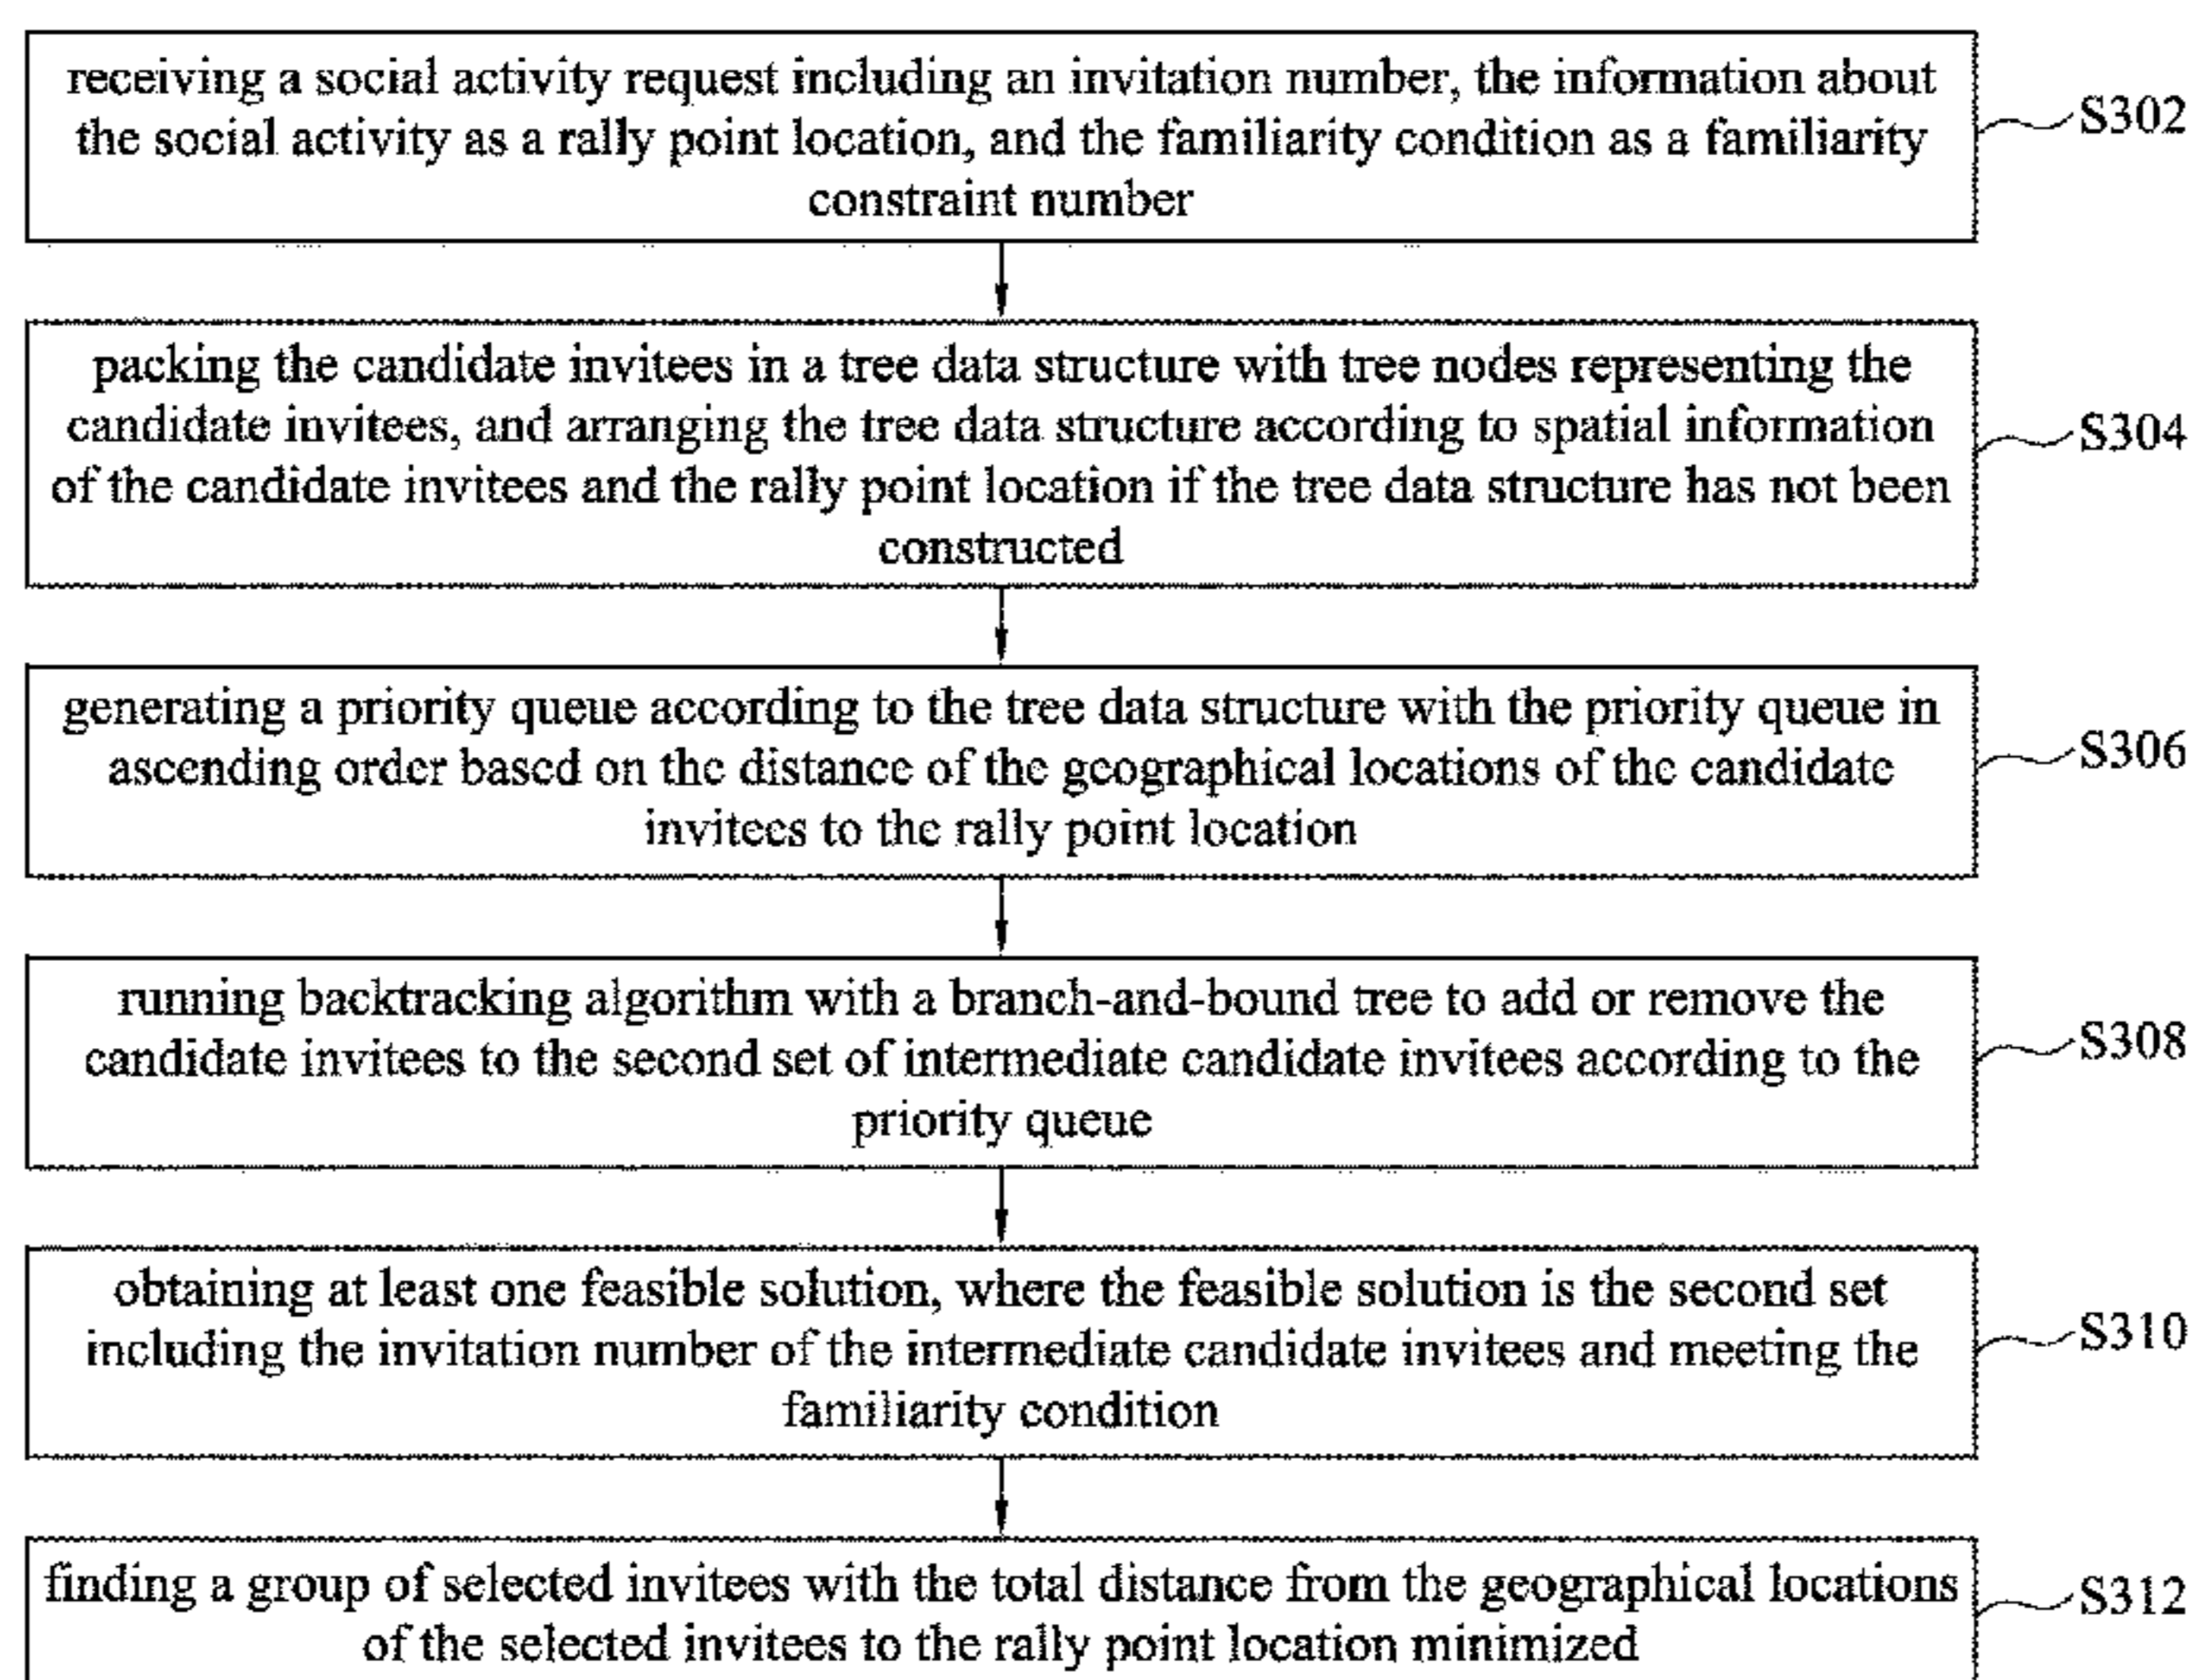 receiving a social activity request including an invitation number, the information about
the social activity as a rally point location, and the familiarity condition as a familiarity
constraint number
S302
packing the candidate invitees in a tree data structure with tree nodes representing the
candidate invitees, and arranging the tree data structure according to spatial information
of the candidate invitees and the rally point location if the tree data structure has not been
constructed
S304
generating a priority queue according to the tree data structure with the priority queue in
ascending order based on the distance of the geographical locations of the candidate
invitees to the rally point location
S306
running backtracking algorithm with a branch-and-bound tree to add or remove the
candidate invitees to the second set of intermediate candidate invitees according to the
priority queue
S308
obtaining at least one feasible solution, where the feasible solution is the second set
including the invitation number of the intermediate candidate invitees and meeting the
familiarity condition
S310
finding a group of selected invitees with the total distance from the geographical locations
of the selected invitees to the rally point location minimized
S312